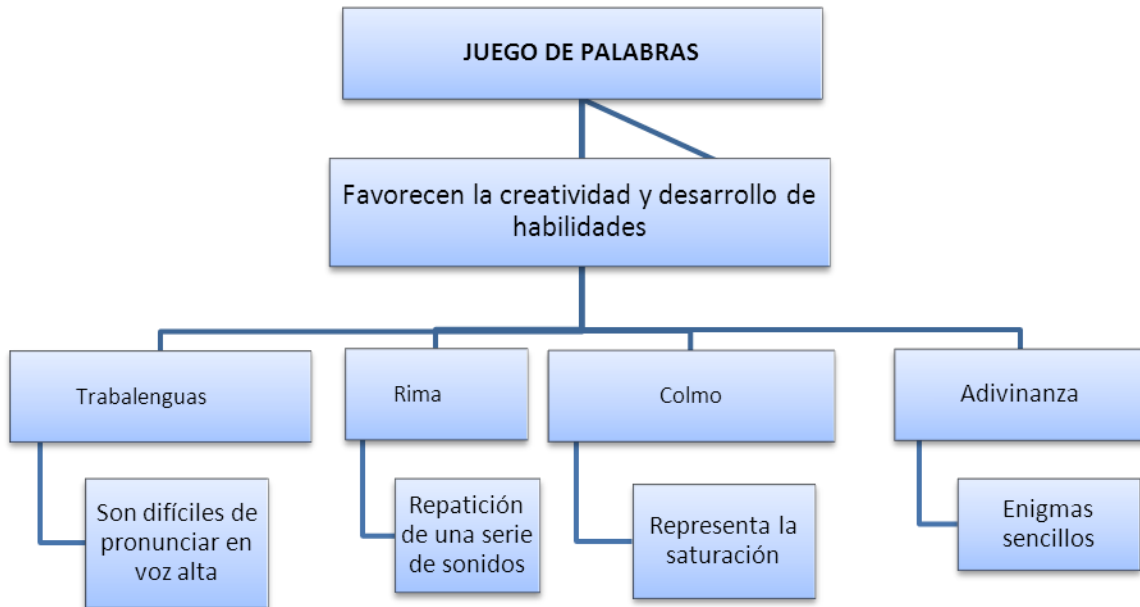 JUEGO DE PALABRAS
Favorecen la creatividad y desarrollo de
habilidades
Trabalenguas
Rima
Colmo
Adivinanza
Son difíciles de
pronunciar en
voz alta
Repatición
de una serie
de sonidos
Representa la
saturación
Enigmas
sencillos